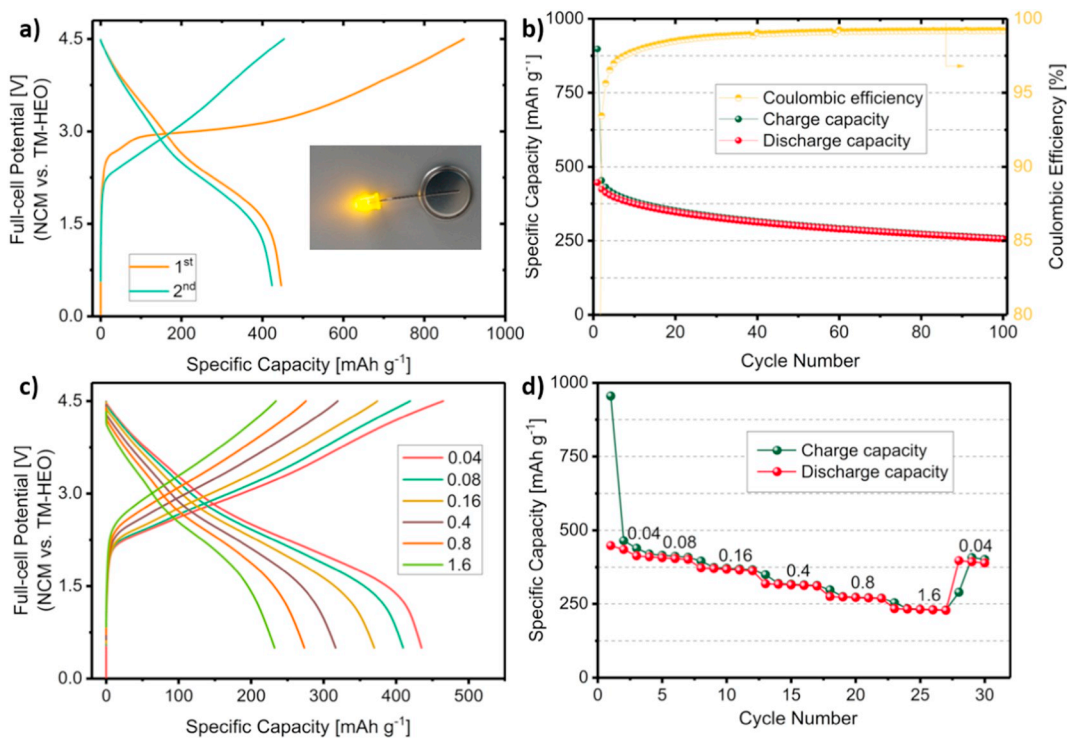 a)
4.5
3.0
1.5
0.0
Full-cell Potential [V]
(NCM vs. TM-HEO)
1st
2nd
0
200
400
600
800
1000
Specific Capacity [mAh g-1]
b)
1000
750
500
250
0
Specific Capacity [mAh g-1]
Coulombic efficiency
Charge capacity
Discharge capacity
100
95
90
85
80
Coulombic Efficiency [%]
0
20
40
60
80
100
Cycle Number
c)
4.5
3.0
1.5
0.0
Full-cell Potential [V]
(NCM vs. TM-HEO)
0.04
0.08
0.16
0.4
0.8
1.6
0
100
200
300
400
500
Specific Capacity [mAh g-1]
d)
1000
750
500
250
0
Specific Capacity [mAh g-1]
Charge capacity
Discharge capacity
0.04
0.08
0.16
0.4
0.8
1.6
0.04
0
5
10
15
20
25
30
Cycle Number